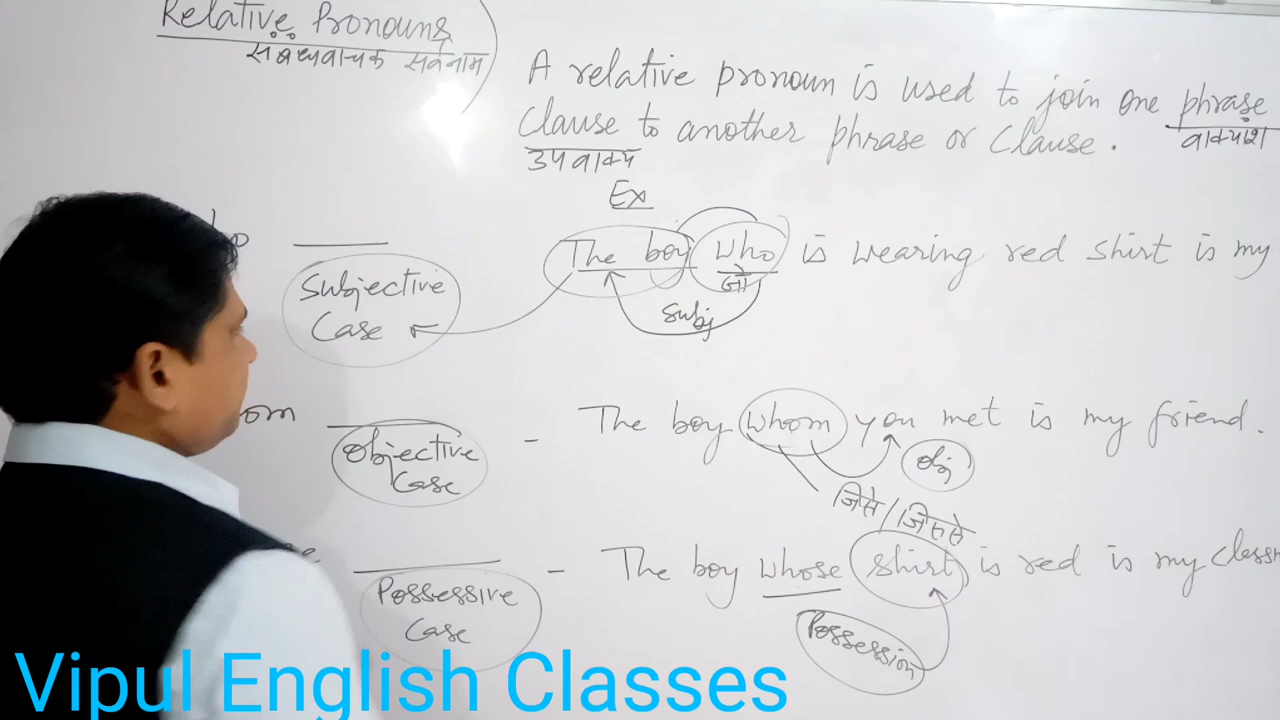 Relative Pronouns
सबंधवाचक सर्वनाम
A relative pronoun is used to join one phrase
वाक्यांश
Clause to another phrase or Clause.
उपवाक्य
Ex
The boy who is wearing red shirt is my
जो
Subj
Subjective
Case
om
Objective
Case
- The boy whom you met is my friend.
Obj
जिसे/जिससे
- The boy whose shirt is red is my
Possessive
Case
Possession
Vipul English Classes